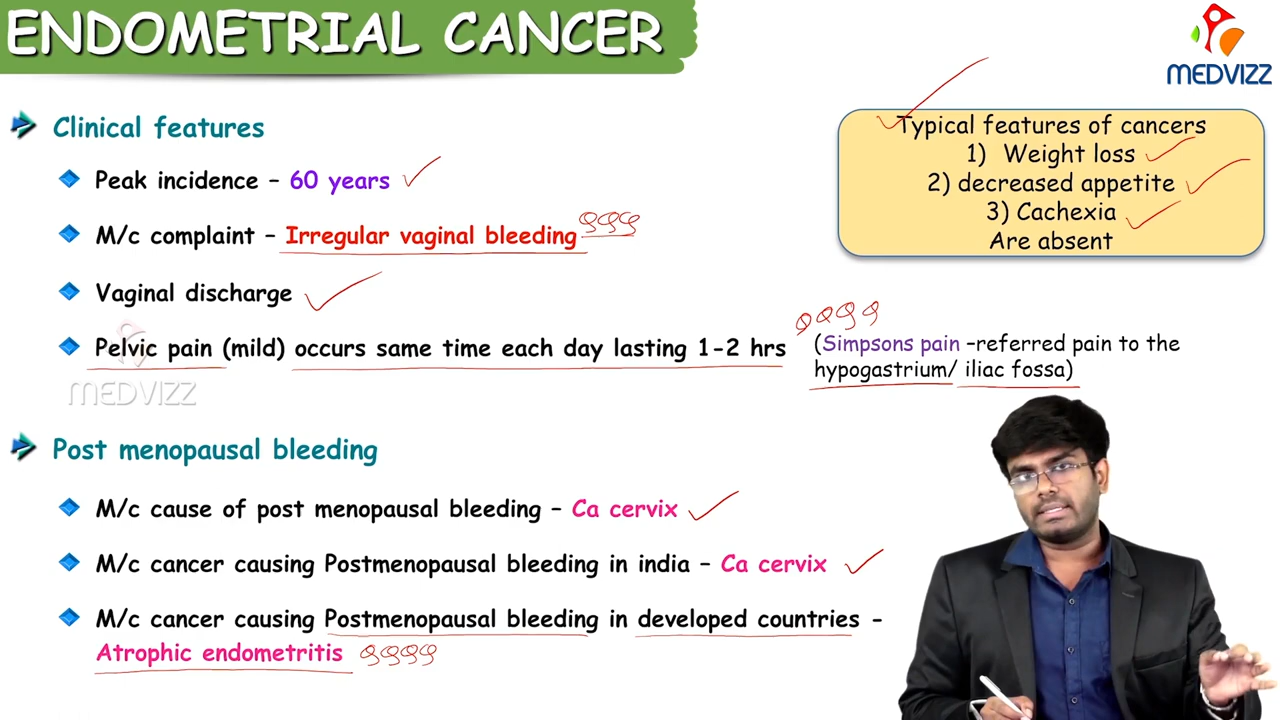 ENDOMETRIAL CANCER
MEDVIZZ
Clinical features
Peak incidence – 60 years
M/c complaint – Irregular vaginal bleeding
Vaginal discharge
Pelvic pain (mild) occurs same time each day lasting 1-2 hrs
(Simpsons pain –referred pain to the
hypogastrium/ iliac fossa)
Typical features of cancers
1) Weight loss
2) decreased appetite
3) Cachexia
Are absent
MEDVIZZ
Post menopausal bleeding
M/c cause of post menopausal bleeding – Ca cervix
M/c cancer causing Postmenopausal bleeding in india – Ca cervix
M/c cancer causing Postmenopausal bleeding in developed countries –
Atrophic endometritis